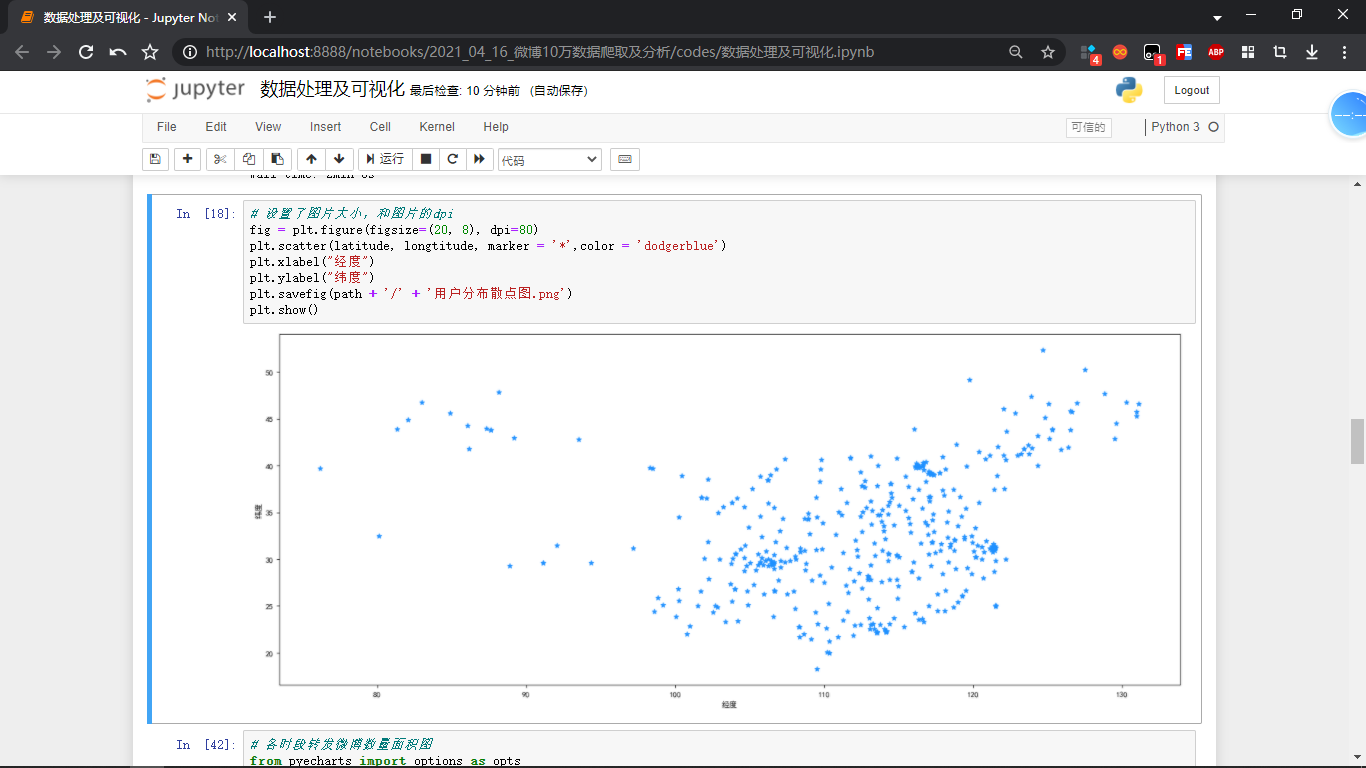 数据处理及可视化 - Jupyter Not
http://localhost:8888/notebooks/2021_04_16_微博10万数据爬取及分析/codes/数据处理及可视化.ipynb
4
1
FE
ABP
jupyter 数据处理及可视化 最后检查: 10 分钟前 (自动保存)
Logout
File Edit View Insert Cell Kernel Help
可信的
Python 3
运行
代码
Wall time: 2min 8s
In [18]:
# 设置了图片大小，和图片的dpi
fig = plt.figure(figsize=(20, 8), dpi=80)
plt.scatter(latitude, longtitude, marker = '*',color = 'dodgerblue')
plt.xlabel("经度")
plt.ylabel("纬度")
plt.savefig(path + '/' + '用户分布散点图.png')
plt.show()
50
45
40
35
30
25
20
纬度
80 90 100 110 120 130
经度
In [42]:
# 各时段转发微博数量面积图
from pyecharts import options as opts